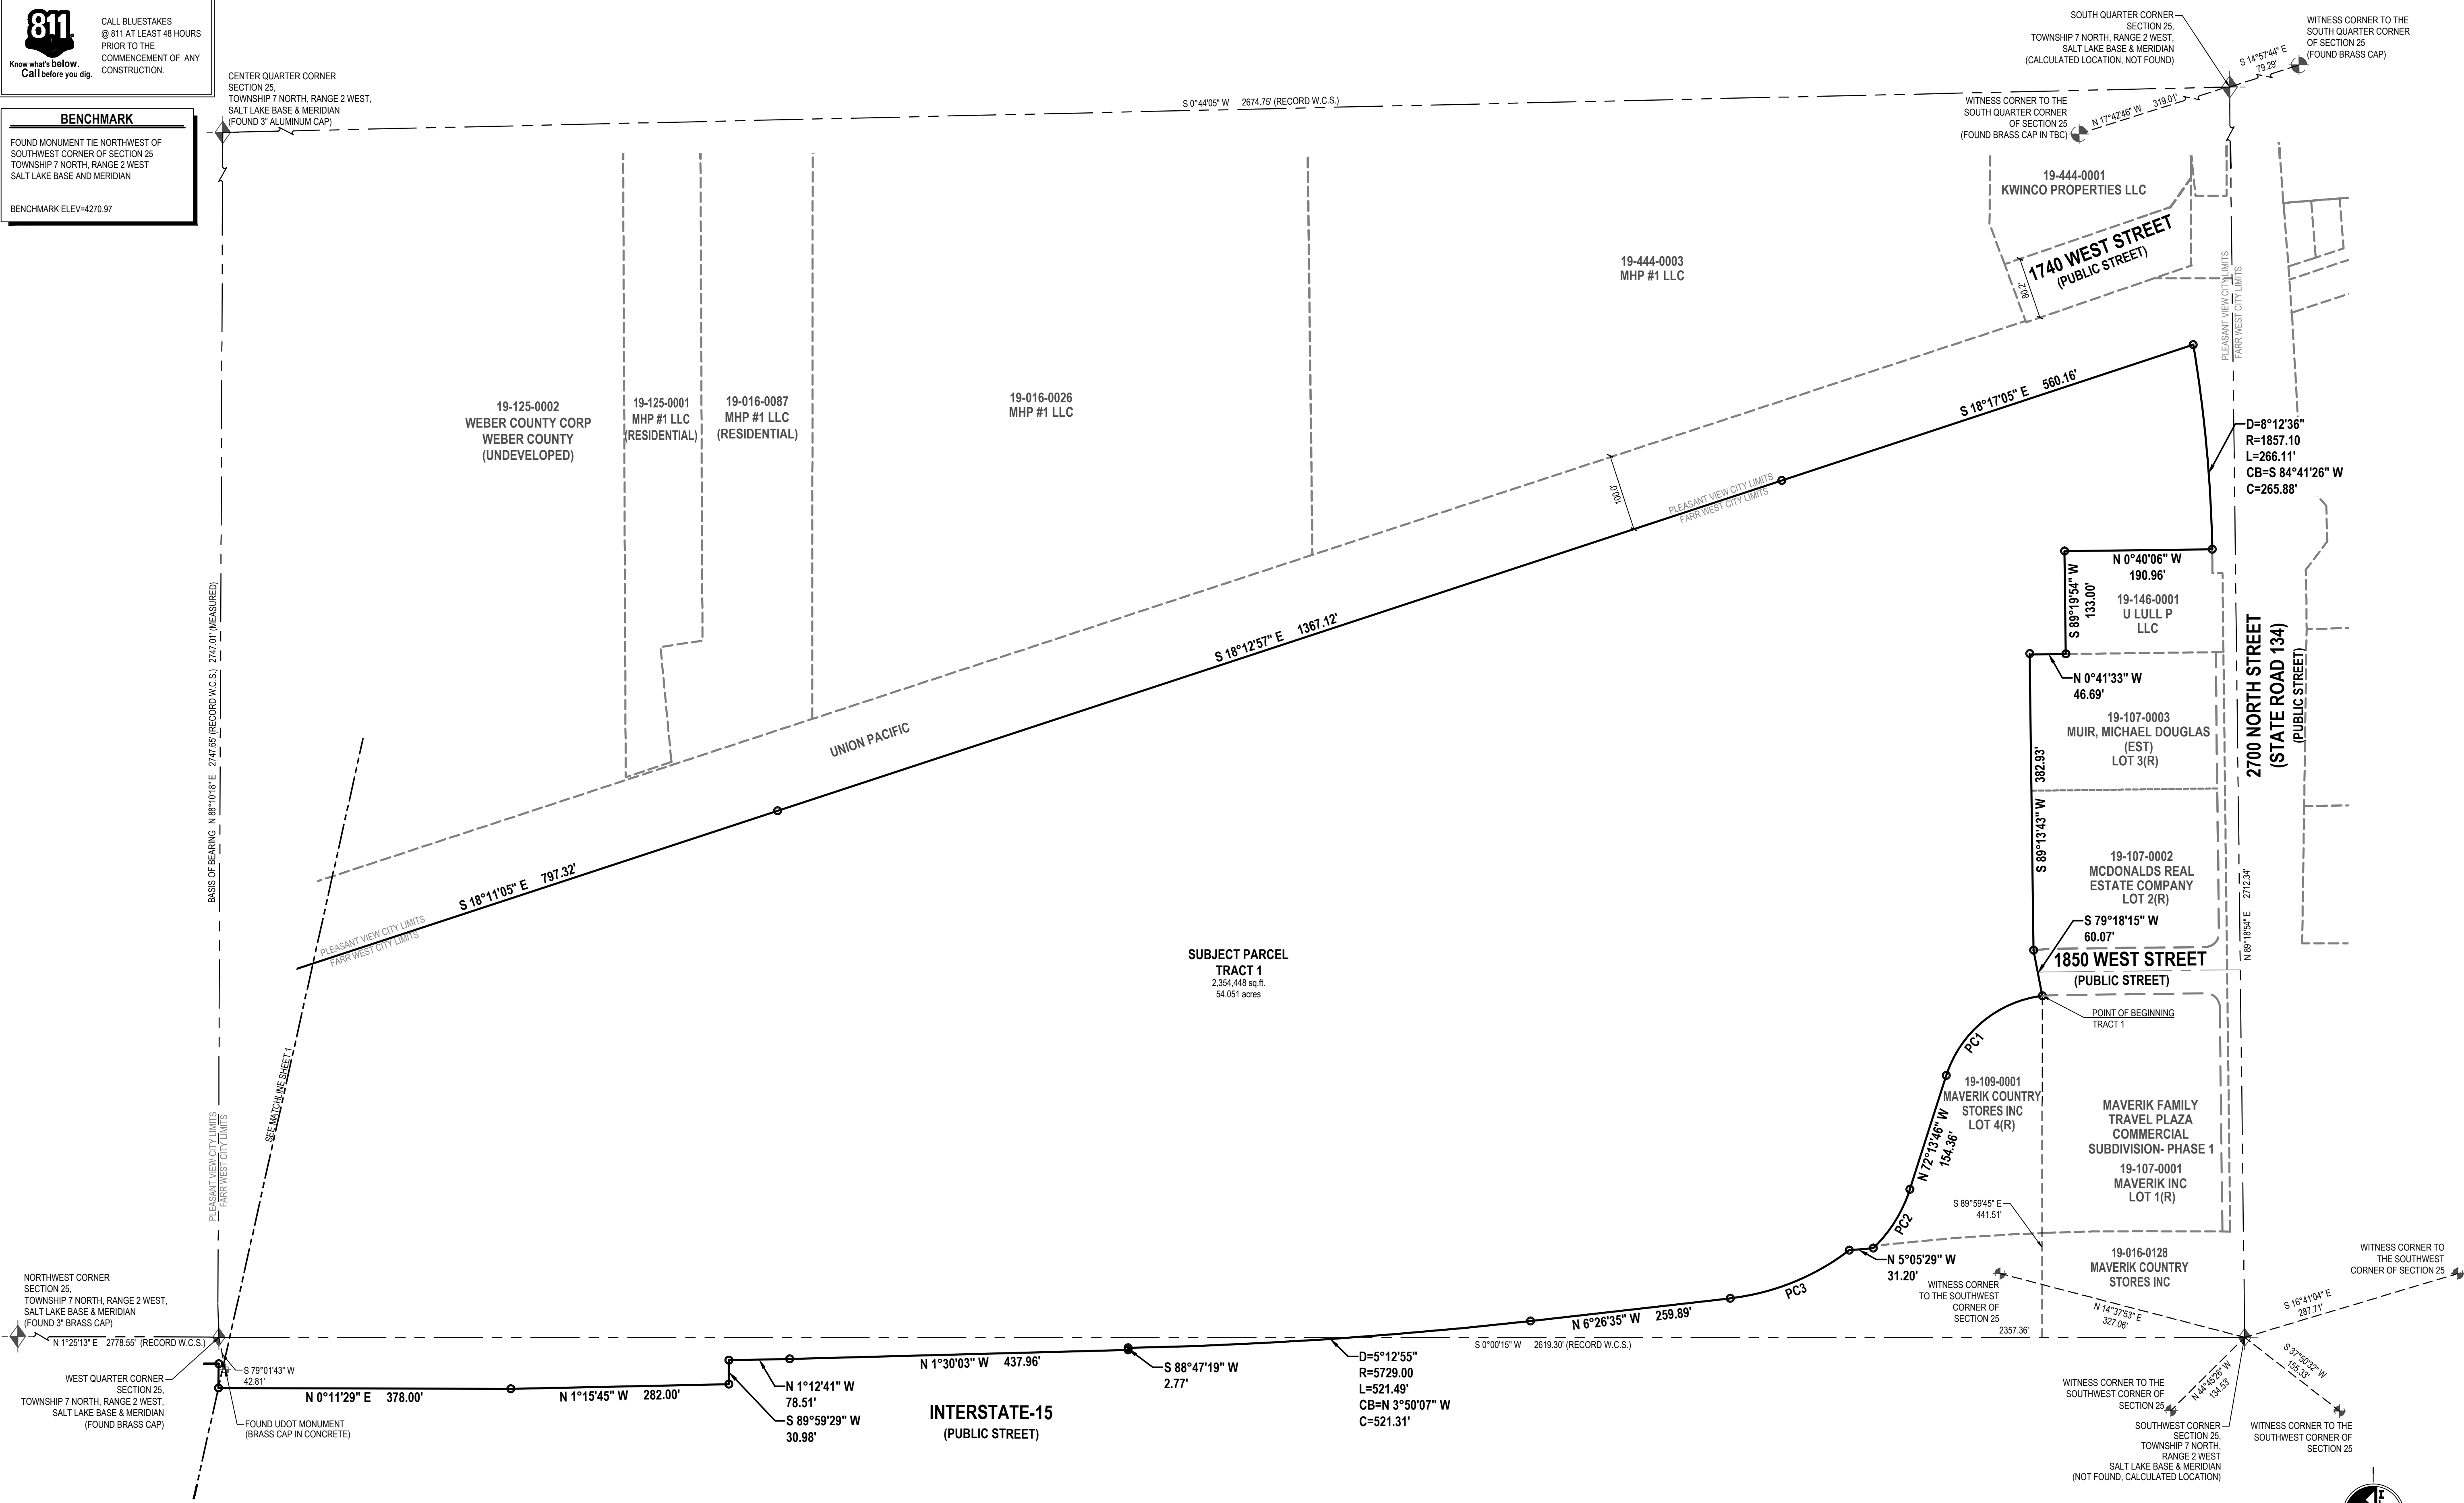 811
Know what's below.
Call before you dig.
CALL BLUESTAKES
@ 811 AT LEAST 48 HOURS
PRIOR TO THE
COMMENCEMENT OF ANY
CONSTRUCTION.
BENCHMARK
FOUND MONUMENT TIE NORTHWEST OF
SOUTHWEST CORNER OF SECTION 25
TOWNSHIP 7 NORTH, RANGE 2 WEST
SALT LAKE BASE AND MERIDIAN
BENCHMARK ELEV=4270.97
CENTER QUARTER CORNER
SECTION 25,
TOWNSHIP 7 NORTH, RANGE 2 WEST,
SALT LAKE BASE & MERIDIAN
(FOUND 3" ALUMINUM CAP)
S 0°44'05" W 2674.75' (RECORD W.C.S.)
SOUTH QUARTER CORNER
SECTION 25,
TOWNSHIP 7 NORTH, RANGE 2 WEST,
SALT LAKE BASE & MERIDIAN
(CALCULATED LOCATION, NOT FOUND)
S 14°57'44" E
79.29'
WITNESS CORNER TO THE
SOUTH QUARTER CORNER
OF SECTION 25
(FOUND BRASS CAP)
WITNESS CORNER TO THE
SOUTH QUARTER CORNER
OF SECTION 25
(FOUND BRASS CAP IN TBC)
N 17°42'46" W 319.01'
19-444-0001
KWINCO PROPERTIES LLC
1740 WEST STREET
(PUBLIC STREET)
80.2'
PLEASANT VIEW CITY LIMITS
FARR WEST CITY LIMITS
19-444-0003
MHP #1 LLC
19-125-0002
WEBER COUNTY CORP
WEBER COUNTY
(UNDEVELOPED)
19-125-0001
MHP #1 LLC
(RESIDENTIAL)
19-016-0087
MHP #1 LLC
(RESIDENTIAL)
19-016-0026
MHP #1 LLC
S 18°17'05" E 560.16'
D=8°12'36"
R=1857.10
L=266.11'
CB=S 84°41'26" W
C=265.88'
100.0'
PLEASANT VIEW CITY LIMITS
FARR WEST CITY LIMITS
N 0°40'06" W
190.96'
S 89°19'54" W
133.00'
19-146-0001
U LULL P
LLC
N 0°41'33" W
46.69'
2700 NORTH STREET
(STATE ROAD 134)
(PUBLIC STREET)
S 18°12'57" E 1367.12'
UNION PACIFIC
BASIS OF BEARING N 88°10'18" E 2747.65' (RECORD W.C.S.) 2747.01' (MEASURED)
19-107-0003
MUIR, MICHAEL DOUGLAS
(EST)
LOT 3(R)
S 89°13'43" W 382.93'
19-107-0002
MCDONALDS REAL
ESTATE COMPANY
LOT 2(R)
N 89°18'54" E 2712.34'
S 79°18'15" W
60.07'
1850 WEST STREET
(PUBLIC STREET)
POINT OF BEGINNING
TRACT 1
S 18°11'05" E 797.32'
PLEASANT VIEW CITY LIMITS
FARR WEST CITY LIMITS
SUBJECT PARCEL
TRACT 1
2,354,448 sq.ft.
54.051 acres
SEE MATCHLINE SHEET 1
PLEASANT VIEW CITY LIMITS
FARR WEST CITY LIMITS
PC1
19-109-0001
MAVERIK COUNTRY
STORES INC
LOT 4(R)
N 72°13'46" W
154.36'
MAVERIK FAMILY
TRAVEL PLAZA
COMMERCIAL
SUBDIVISION- PHASE 1
19-107-0001
MAVERIK INC
LOT 1(R)
S 89°59'45" E
441.51'
PC2
N 5°05'29" W
31.20'
PC3
19-016-0128
MAVERIK COUNTRY
STORES INC
WITNESS CORNER
TO THE SOUTHWEST
CORNER OF
SECTION 25
N 14°37'53" E
327.06'
WITNESS CORNER TO
THE SOUTHWEST
CORNER OF SECTION 25
S 16°41'04" E
287.71'
NORTHWEST CORNER
SECTION 25,
TOWNSHIP 7 NORTH, RANGE 2 WEST,
SALT LAKE BASE & MERIDIAN
(FOUND 3" BRASS CAP)
N 1°25'13" E 2778.55' (RECORD W.C.S.)
N 6°26'35" W 259.89'
S 0°00'15" W 2619.30' (RECORD W.C.S.)
2357.36'
S 79°01'43" W
42.81'
WEST QUARTER CORNER
SECTION 25,
TOWNSHIP 7 NORTH, RANGE 2 WEST,
SALT LAKE BASE & MERIDIAN
(FOUND BRASS CAP)
FOUND UDOT MONUMENT
(BRASS CAP IN CONCRETE)
N 0°11'29" E 378.00'
N 1°15'45" W 282.00'
N 1°12'41" W
78.51'
S 89°59'29" W
30.98'
N 1°30'03" W 437.96'
S 88°47'19" W
2.77'
D=5°12'55"
R=5729.00
L=521.49'
CB=N 3°50'07" W
C=521.31'
INTERSTATE-15
(PUBLIC STREET)
WITNESS CORNER TO THE
SOUTHWEST CORNER OF
SECTION 25
N 44°45'26" W
134.53'
S 37°50'32" W
155.33'
SOUTHWEST CORNER
SECTION 25,
TOWNSHIP 7 NORTH,
RANGE 2 WEST
SALT LAKE BASE & MERIDIAN
(NOT FOUND, CALCULATED LOCATION)
WITNESS CORNER TO THE
SOUTHWEST CORNER OF
SECTION 25